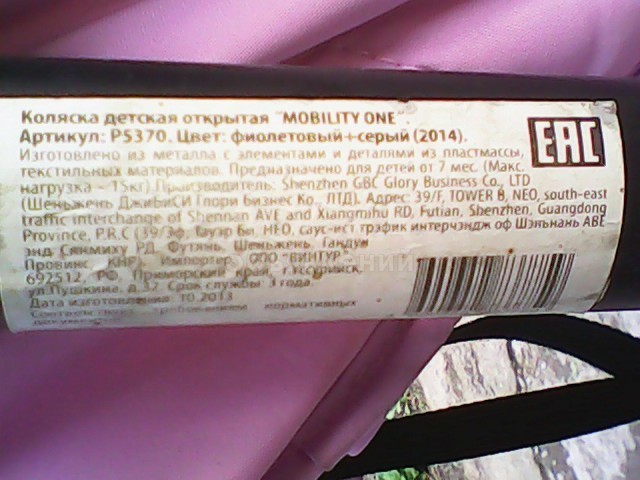 Коляска детская открытая "MOBILITY ONE".
Артикул: P5370. Цвет: фиолетовый+серый (2014).
EAC
Изготовлено из металла с элементами и деталями из пластмассы,
текстильных материалов. Предназначено для детей от 7 мес. (Макс.
нагрузка - 15кг) Производитель: Shenzhen GBC Glory Business Co., LTD
(Шеньжень ДжиБиСи Глори Бизнес Ко., ЛТД). Адрес: 39/F, TOWER B, NEO, south-east
traffic interchange of Shennan AVE and Xiangmihu RD, Futian, Shenzhen, Guangdong
Province, P.R.C (39/Эф, Тауэр Би, НЕО, саус-ист трэфик интерчэндж оф Шэньнань АВЕ
энд Сянмиху РД, Футянь, Шеньжень, Гандун
Провинс, КНР) Импортер: ООО "ВИНТУР
692512, РФ, Приморский край, г.Уссурийск,
ул.Пушкина, д.37 Срок службы 3 года.
Дата изготовления: 10.2013
требованиям нормативных